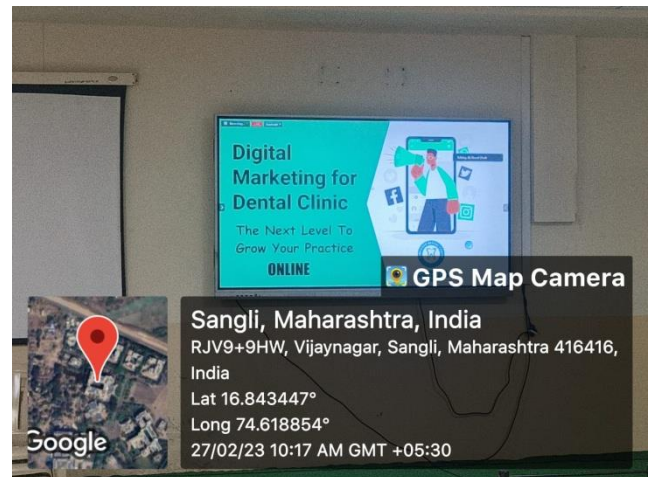 Digital
Marketing for
Dental Clinic
The Next Level To
Grow Your Practice
ONLINE
GPS Map Camera
Sangli, Maharashtra, India
RJV9+9HW, Vijaynagar, Sangli, Maharashtra 416416,
India
Lat 16.843447°
Long 74.618854°
27/02/23 10:17 AM GMT +05:30
Google